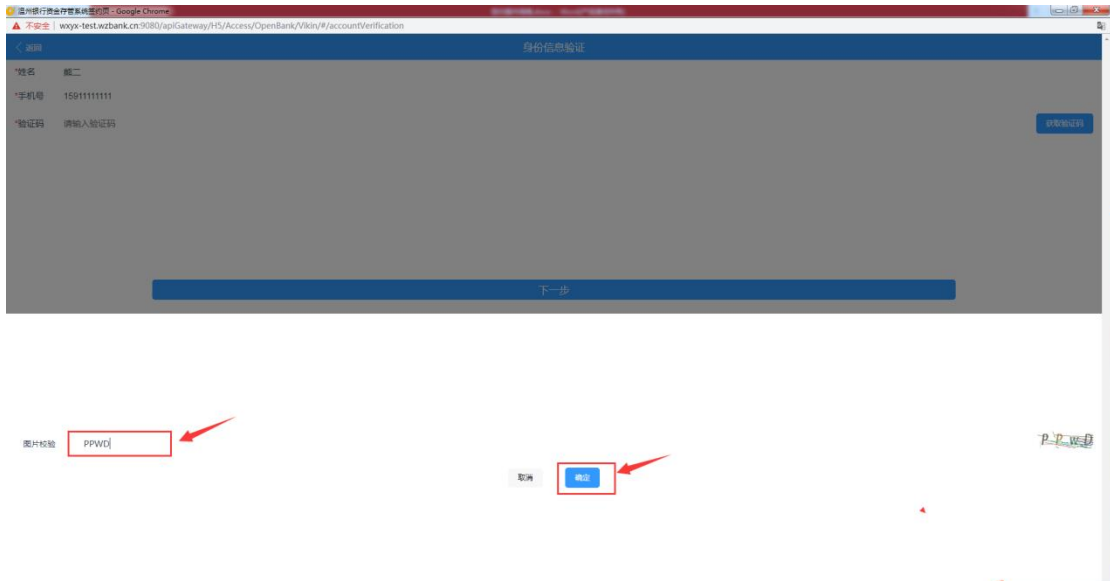 温州银行资金存管系统签约页 - Google Chrome
不安全 | wxyx-test.wzbank.cn:9080/apiGateway/H5/Access/OpenBank/Vikin/#/accountVerification
返回
身份信息验证
*姓名 戴二
*手机号 15911111111
*验证码 请输入验证码
获取验证码
下一步
图片校验 PPWD
PPWD
取消
确定